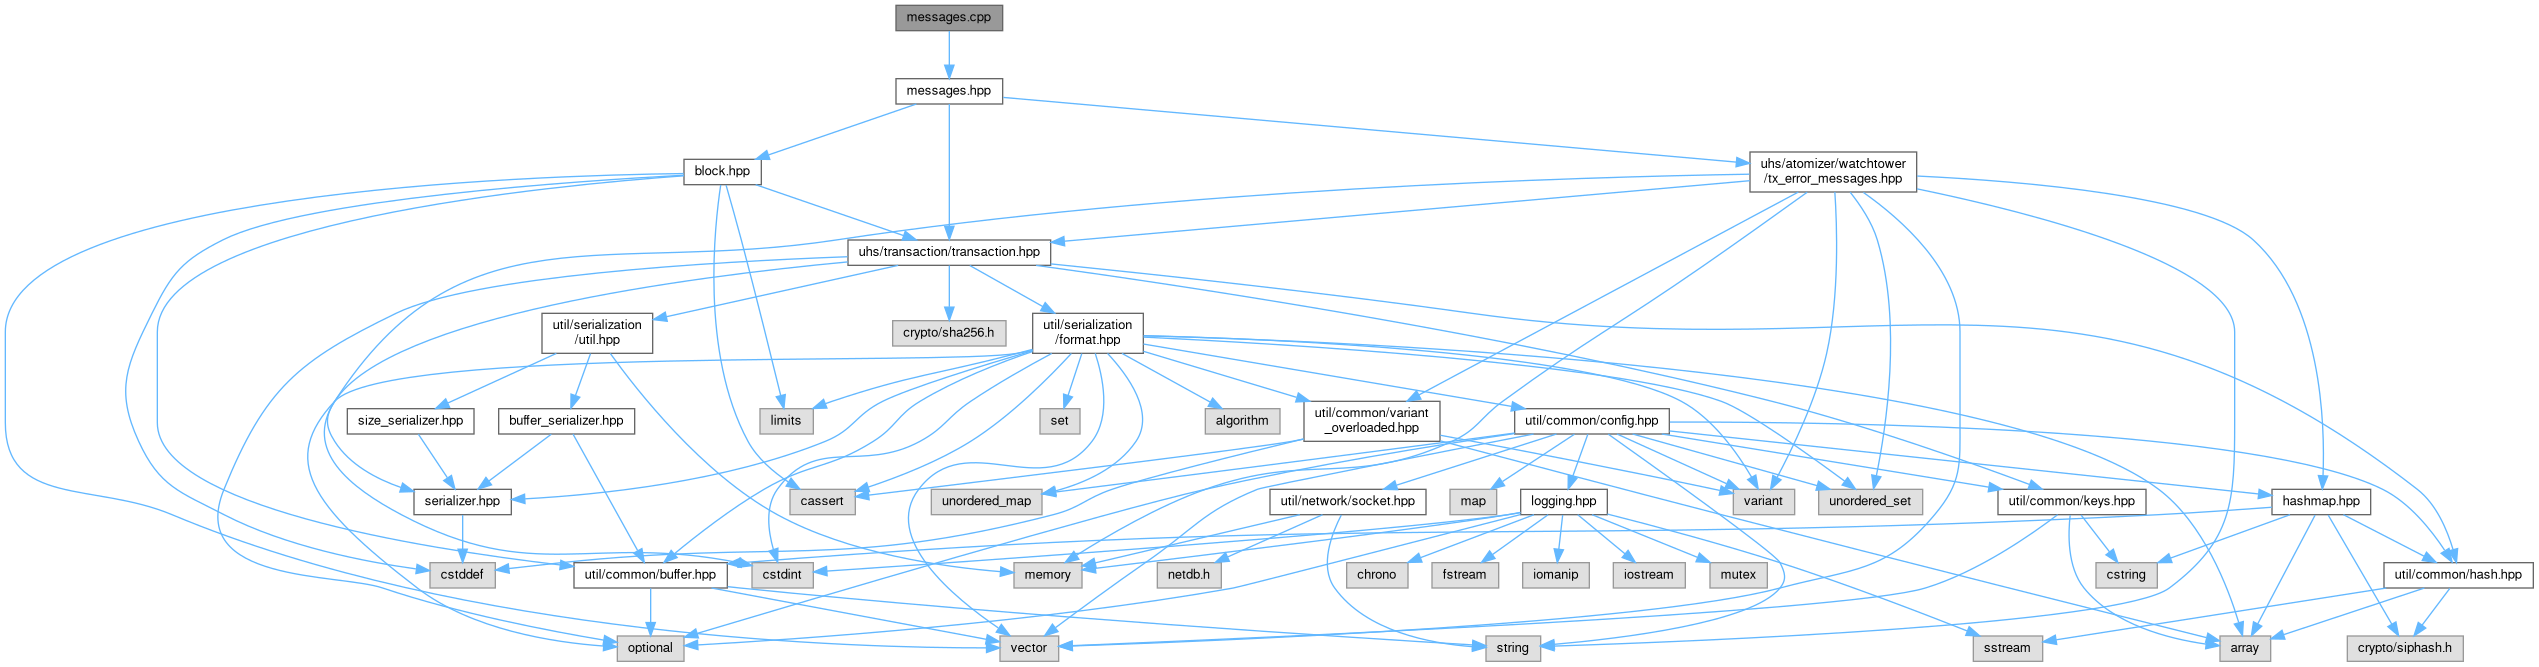 messages.cpp
messages.hpp
block.hpp
uhs/atomizer/watchtower
/tx_error_messages.hpp
uhs/transaction/transaction.hpp
util/serialization
/util.hpp
crypto/sha256.h
util/serialization
/format.hpp
size_serializer.hpp
buffer_serializer.hpp
limits
set
algorithm
util/common/variant
_overloaded.hpp
util/common/config.hpp
serializer.hpp
cassert
unordered_map
util/network/socket.hpp
map
logging.hpp
variant
unordered_set
util/common/keys.hpp
hashmap.hpp
cstddef
util/common/buffer.hpp
cstdint
memory
netdb.h
chrono
fstream
iomanip
iostream
mutex
cstring
util/common/hash.hpp
optional
vector
string
sstream
array
crypto/siphash.h